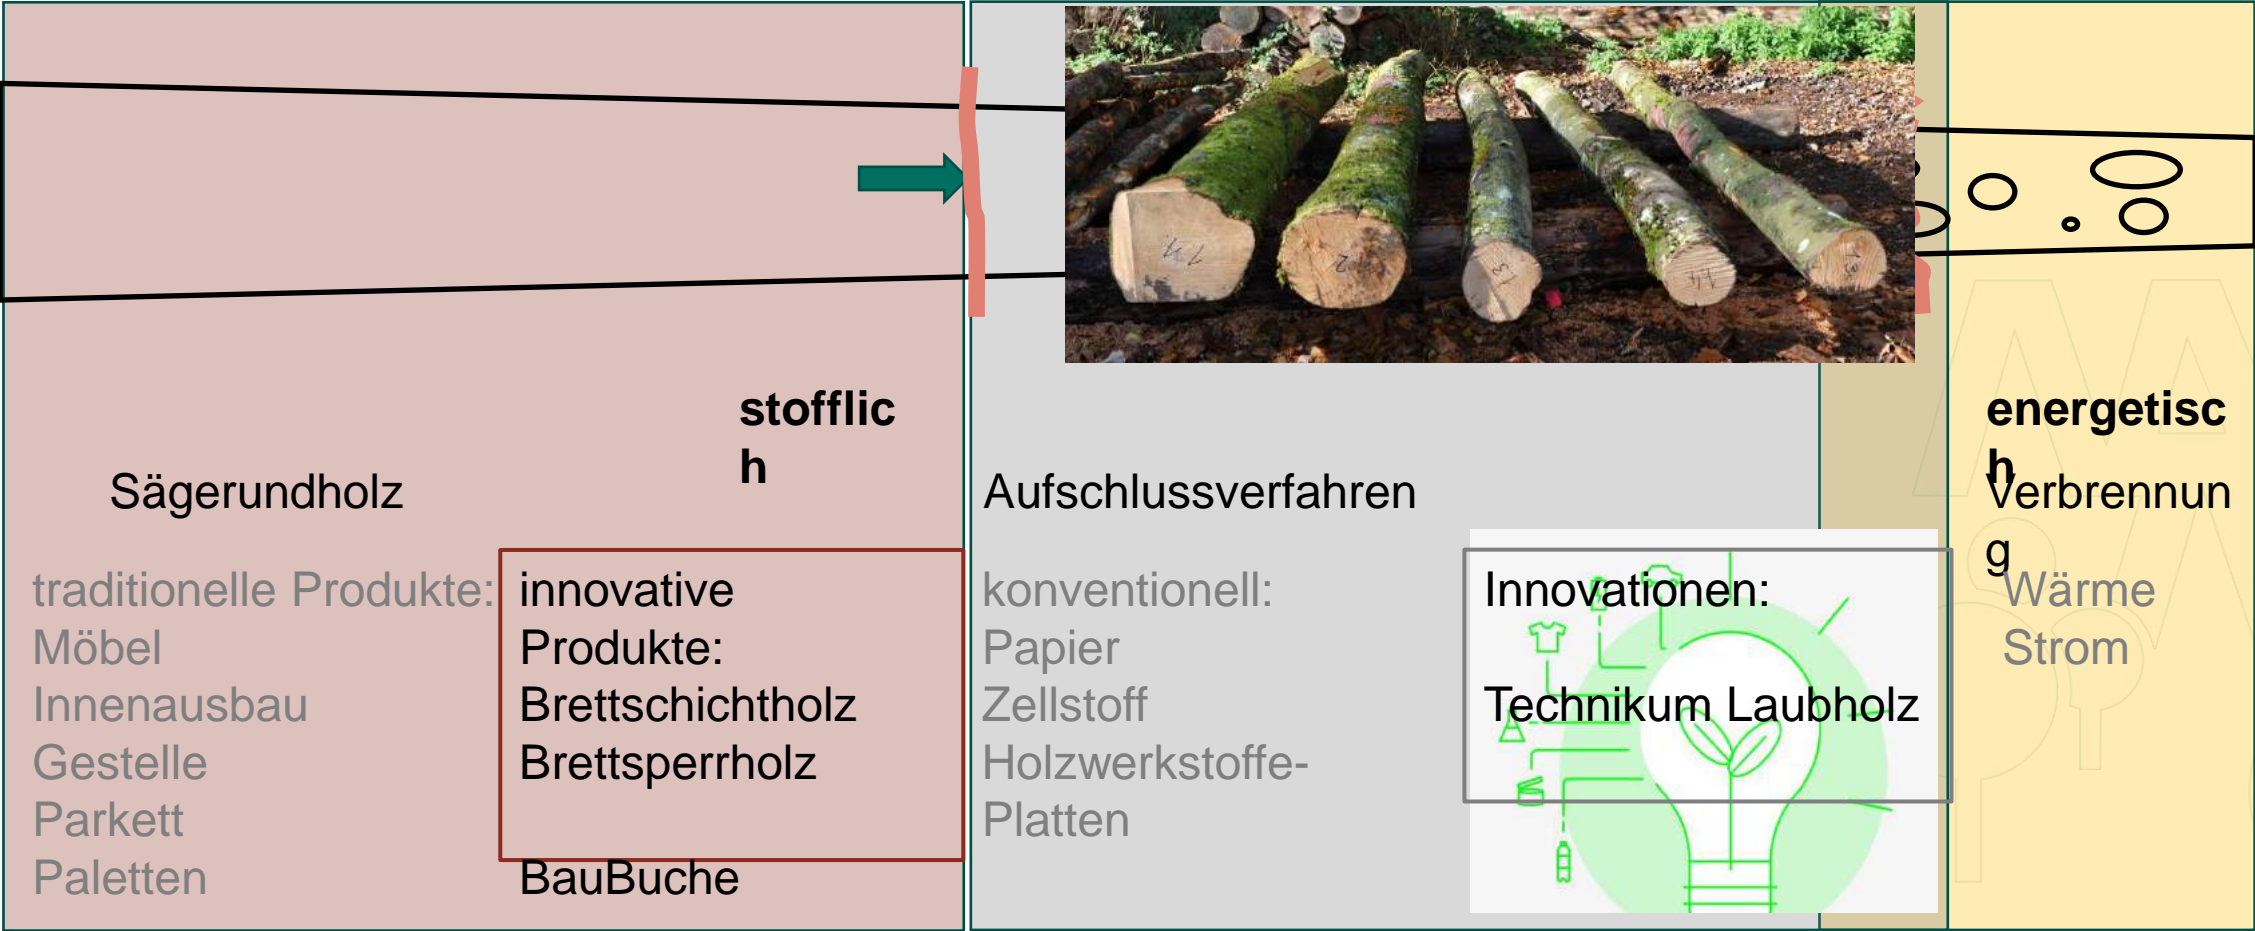 stofflic
h
Sägerundholz
traditionelle Produkte:
Möbel
Innenausbau
Gestelle
Parkett
Paletten
innovative
Produkte:
Brettschichtholz
Brettsperrholz
BauBuche
Aufschlussverfahren
konventionell:
Papier
Zellstoff
Holzwerkstoffe-
Platten
Innovationen:
Technikum Laubholz
energetisc
h
Verbrennun
g
Wärme
Strom
2